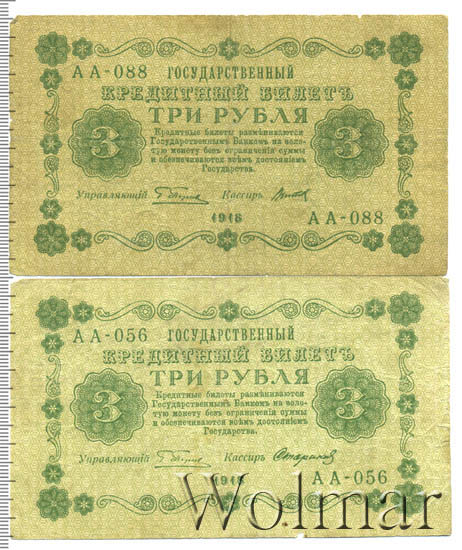 АА-088 ГОСУДАРСТВЕННЫЙ
КРЕДИТНЫЙ БИЛЕТЪ
3 ТРИ РУБЛЯ 3
Кредитные билеты размѣниваются
Государственнымъ Банкомъ на золо-
тую монету безъ ограниченія суммы
и обезпечиваются всѣмъ достояніемъ
Государства.
Управляющій Кассиръ
1918 АА-088
АА-056 ГОСУДАРСТВЕННЫЙ
КРЕДИТНЫЙ БИЛЕТЪ
3 ТРИ РУБЛЯ 3
Кредитные билеты размѣниваются
Государственнымъ Банкомъ на золо-
тую монету безъ ограниченія суммы
и обезпечиваются всѣмъ достояніемъ
Государства.
Управляющій Кассиръ
1918 АА-056
Wolmar